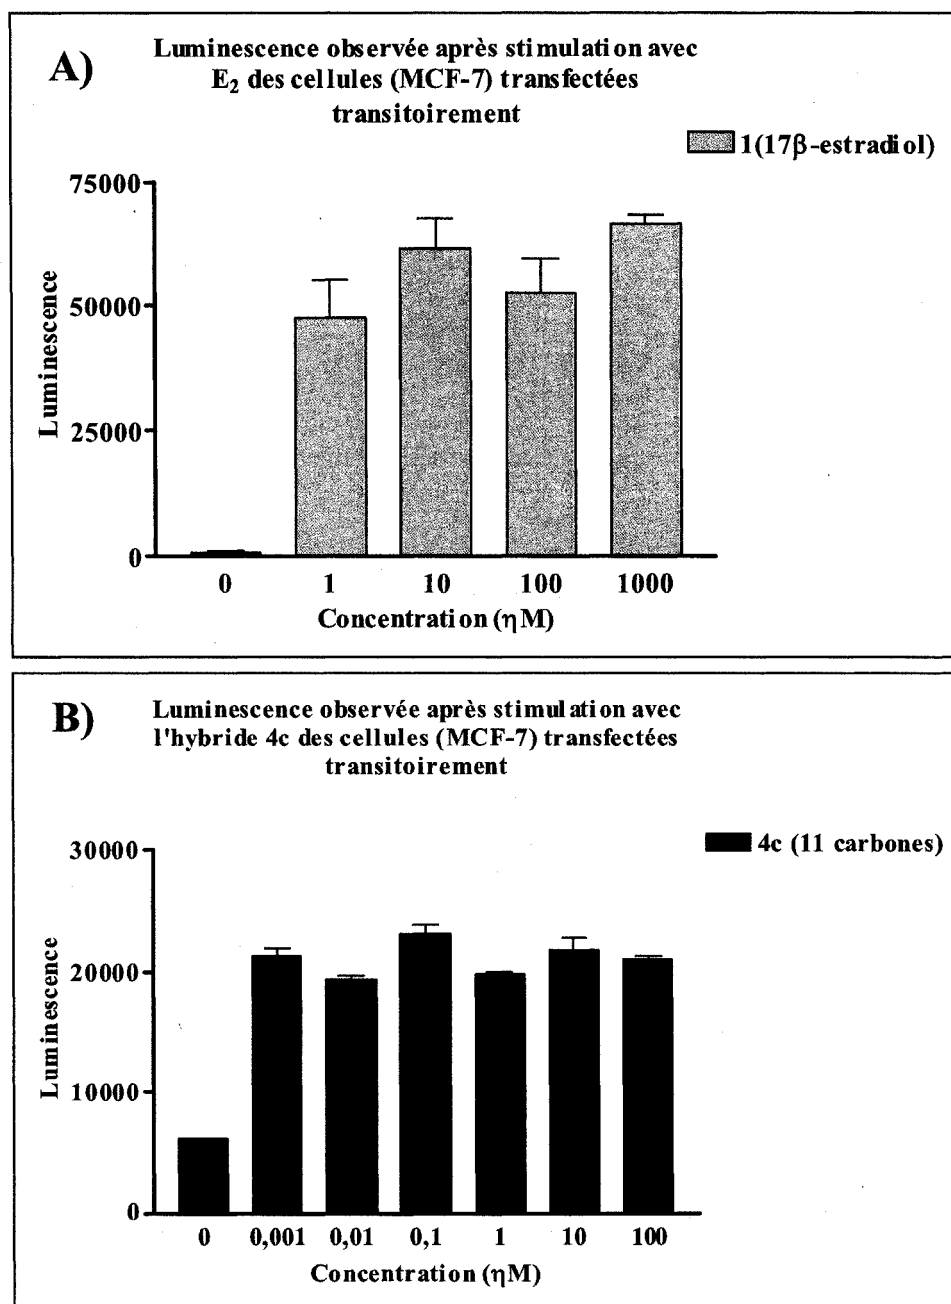 A)
Luminescence observée après stimulation avec
E₂ des cellules (MCF-7) transfectées
transitoirement
1(17β-estradiol)
75000
50000
25000
0
Luminescence
0 1 10 100 1000
Concentration (ηM)
B)
Luminescence observée après stimulation avec
l'hybride 4c des cellules (MCF-7) transfectées
transitoirement
4c (11 carbones)
30000
20000
10000
0
Luminescence
0 0,001 0,01 0,1 1 10 100
Concentration (ηM)